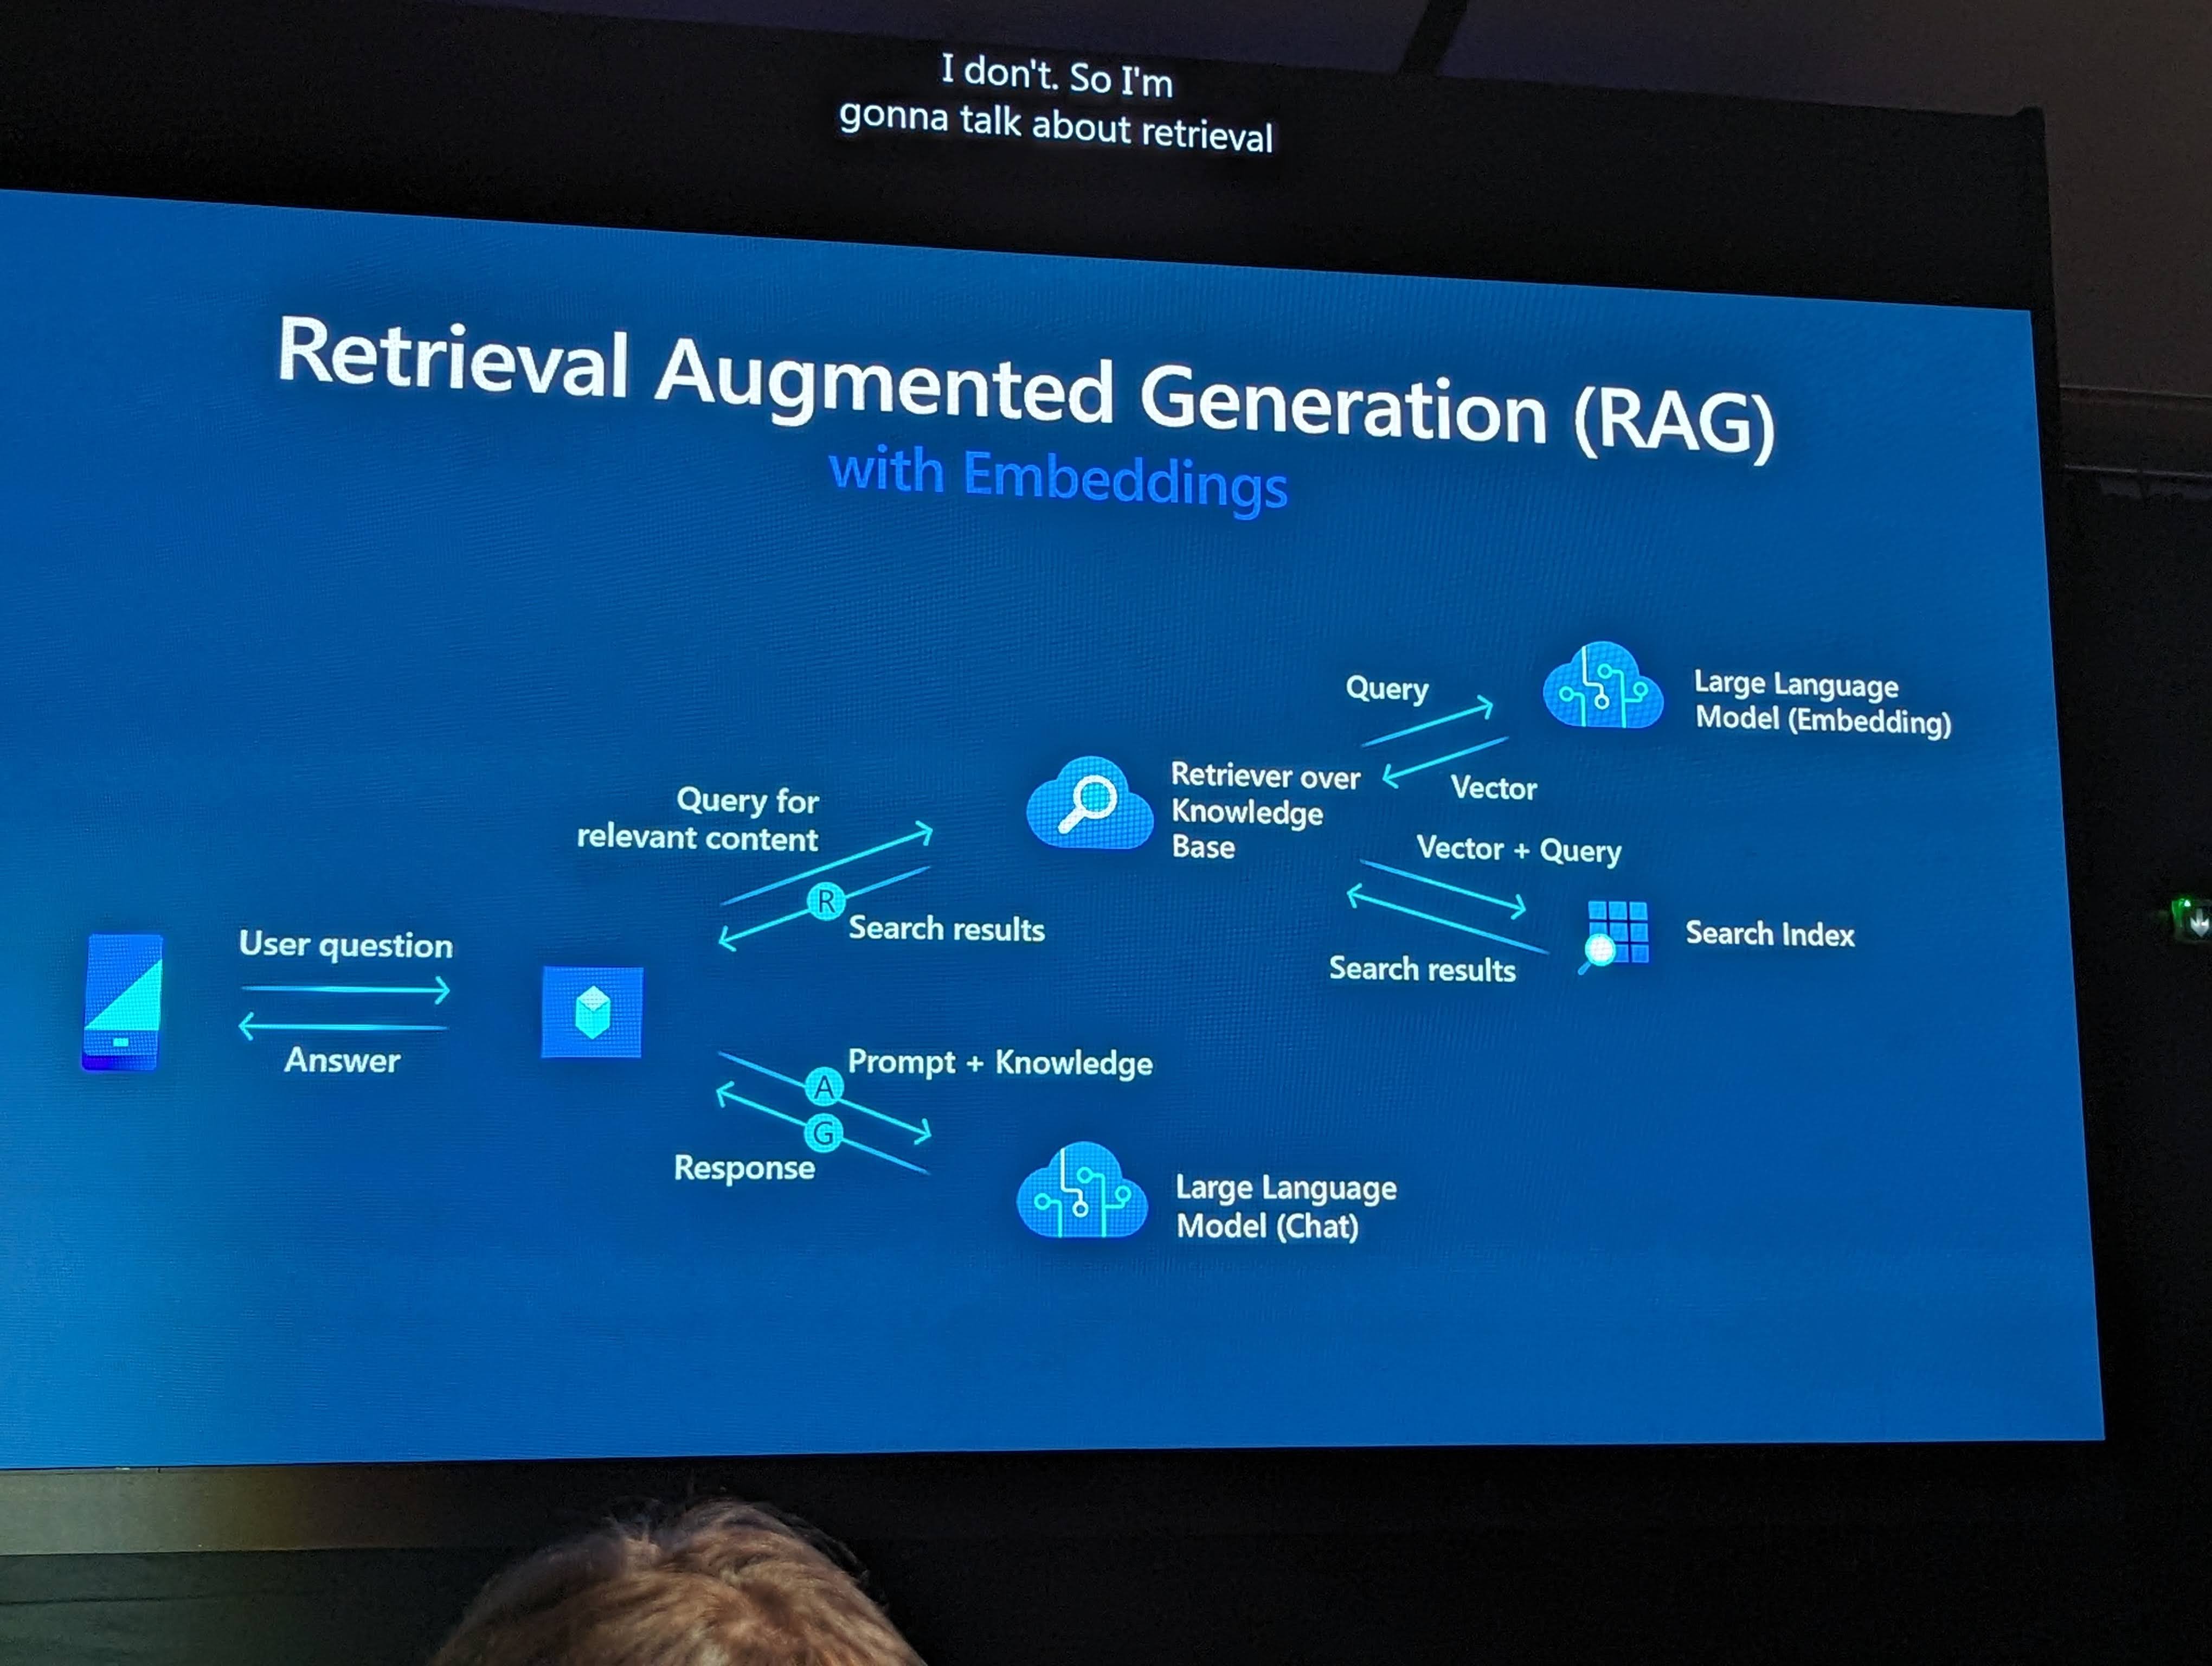 I don't. So I'm
gonna talk about retrieval
Retrieval Augmented Generation (RAG)
with Embeddings
Query
Large Language
Model (Embedding)
Vector
Query for
relevant content
Retriever over
Knowledge
Base
Vector + Query
R
Search results
Search results
Search Index
User question
Answer
A
Prompt + Knowledge
G
Response
Large Language
Model (Chat)